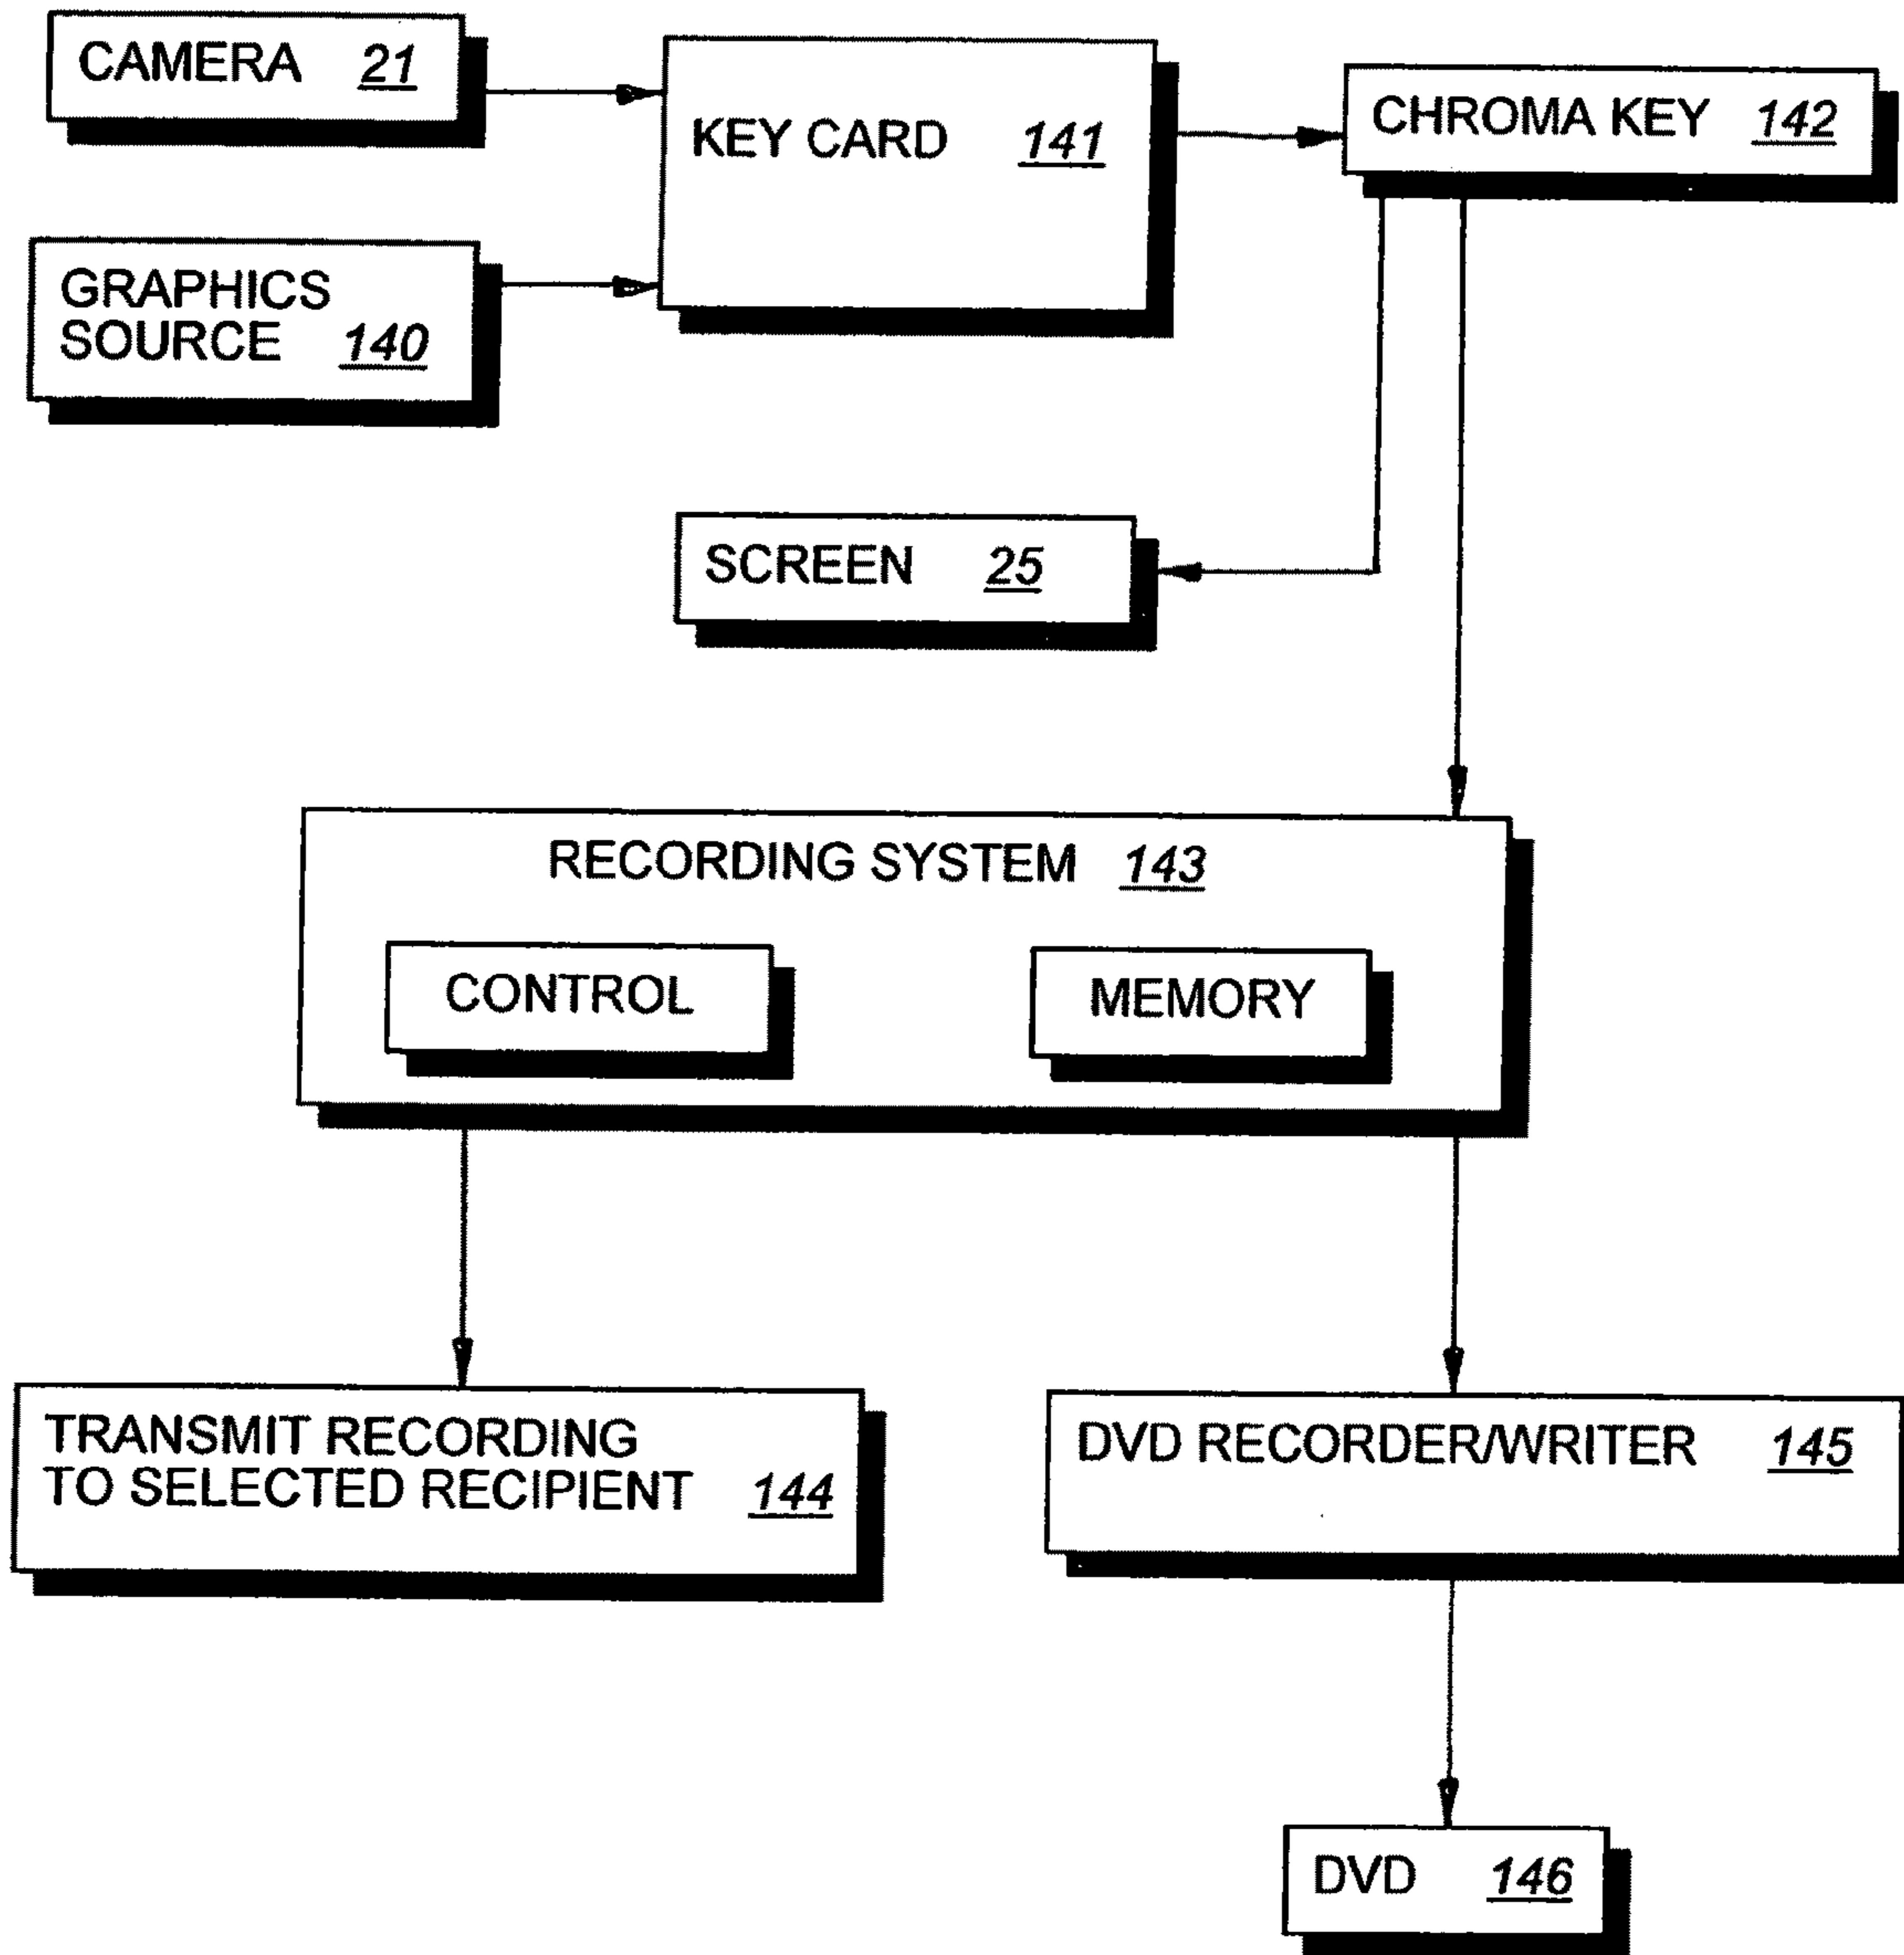 CAMERA 21
KEY CARD 141
CHROMA KEY 142
GRAPHICS
SOURCE 140
SCREEN 25
RECORDING SYSTEM 143
CONTROL
MEMORY
TRANSMIT RECORDING
TO SELECTED RECIPIENT 144
DVD RECORDER/WRITER 145
DVD 146